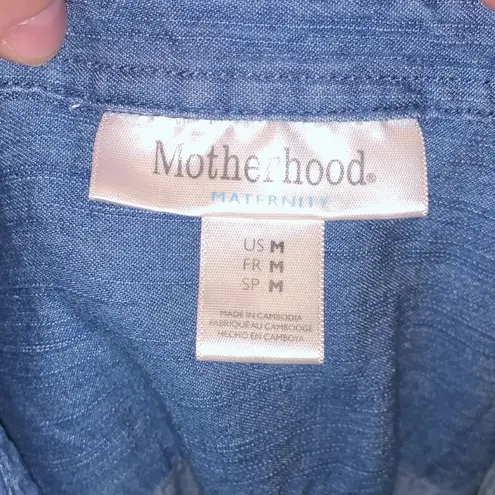 Motherhood®
MATERNITY
US M
FR M
SP M
MADE IN CAMBODIA
FABRIQUÉ AU CAMBODGE
HECHO EN CAMBOYA